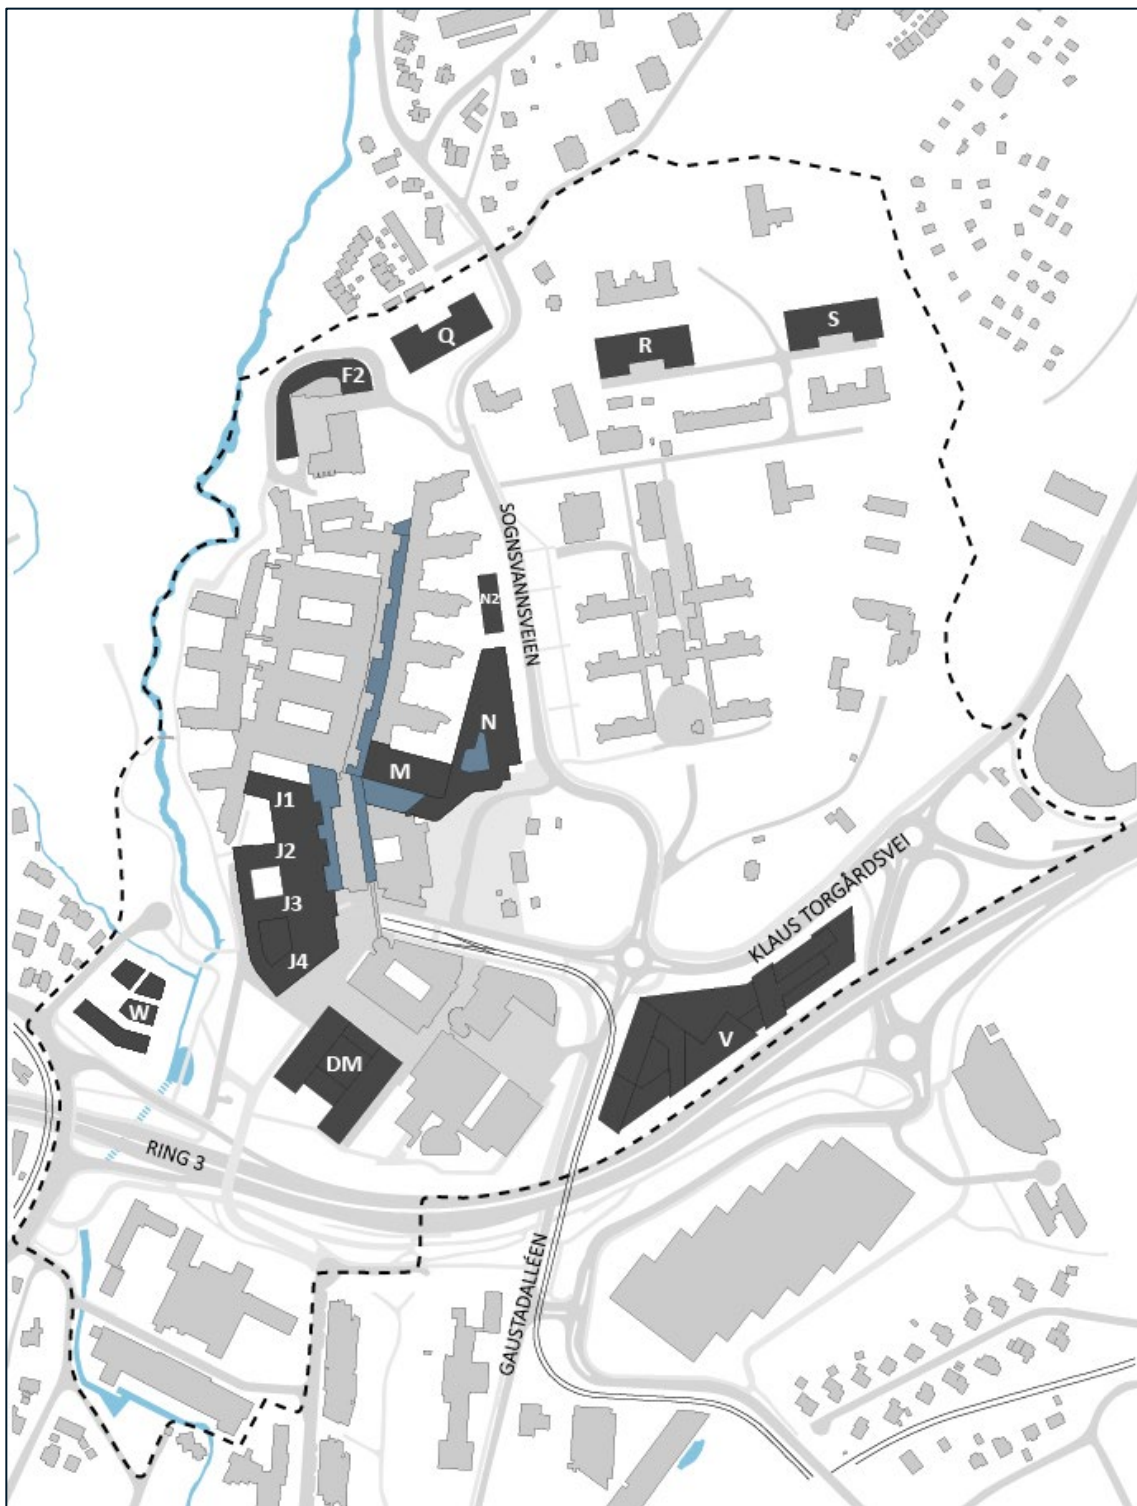 S
Q
R
F2
SOGNSVANNSVEIEN
N2
N
M
J1
J2
J3
J4
KLAUS TORGÅRDSVEI
W
V
DM
RING 3
GAUSTADALLÉEN